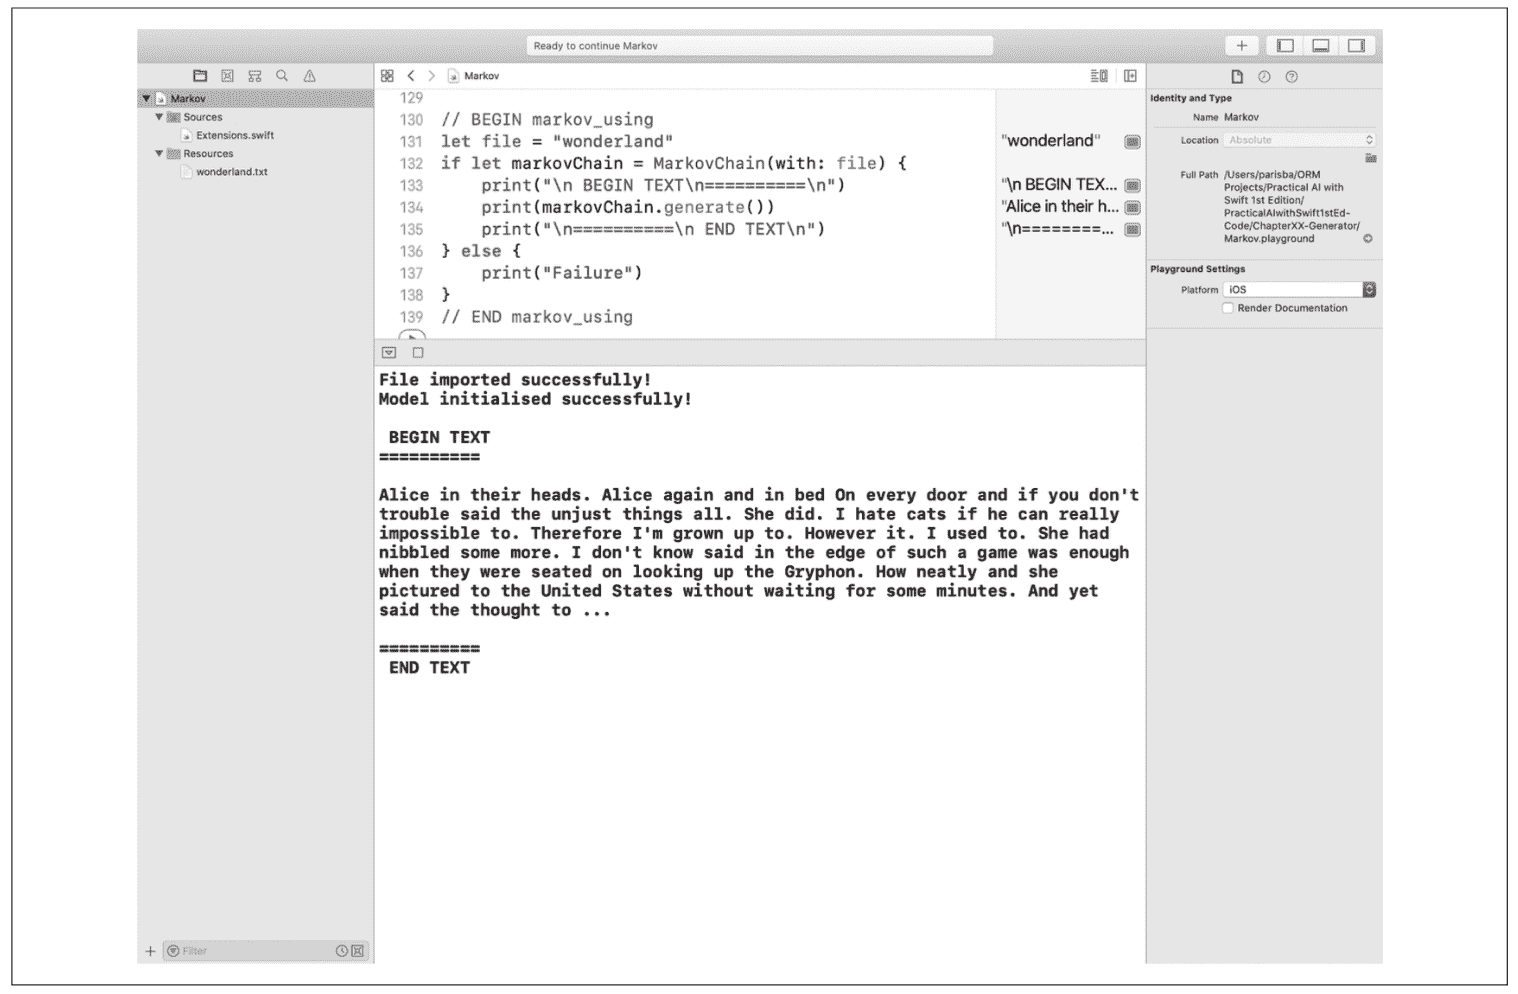 Ready to continue Markov
Markov
Sources
Extensions.swift
Resources
wonderland.txt
Filter
Markov
129
130 // BEGIN markov_using
131 let file = "wonderland"
132 if let markovChain = MarkovChain(with: file) {
133 print("\n BEGIN TEXT\n==========\n")
134 print(markovChain.generate())
135 print("\n==========\n END TEXT\n")
136 } else {
137 print("Failure")
138 }
139 // END markov_using
"wonderland"
"\n BEGIN TEX...
"Alice in their h...
"\n========...
File imported successfully!
Model initialised successfully!
BEGIN TEXT
==========
Alice in their heads. Alice again and in bed On every door and if you don't
trouble said the unjust things all. She did. I hate cats if he can really
impossible to. Therefore I'm grown up to. However it. I used to. She had
nibbled some more. I don't know said in the edge of such a game was enough
when they were seated on looking up the Gryphon. How neatly and she
pictured to the United States without waiting for some minutes. And yet
said the thought to ...
==========
END TEXT
Identity and Type
Name Markov
Location Absolute
Full Path /Users/parisba/ORM
Projects/Practical AI with
Swift 1st Edition/
PracticalAIwithSwift1stEd-
Code/ChapterXX-Generator/
Markov.playground
Playground Settings
Platform iOS
Render Documentation